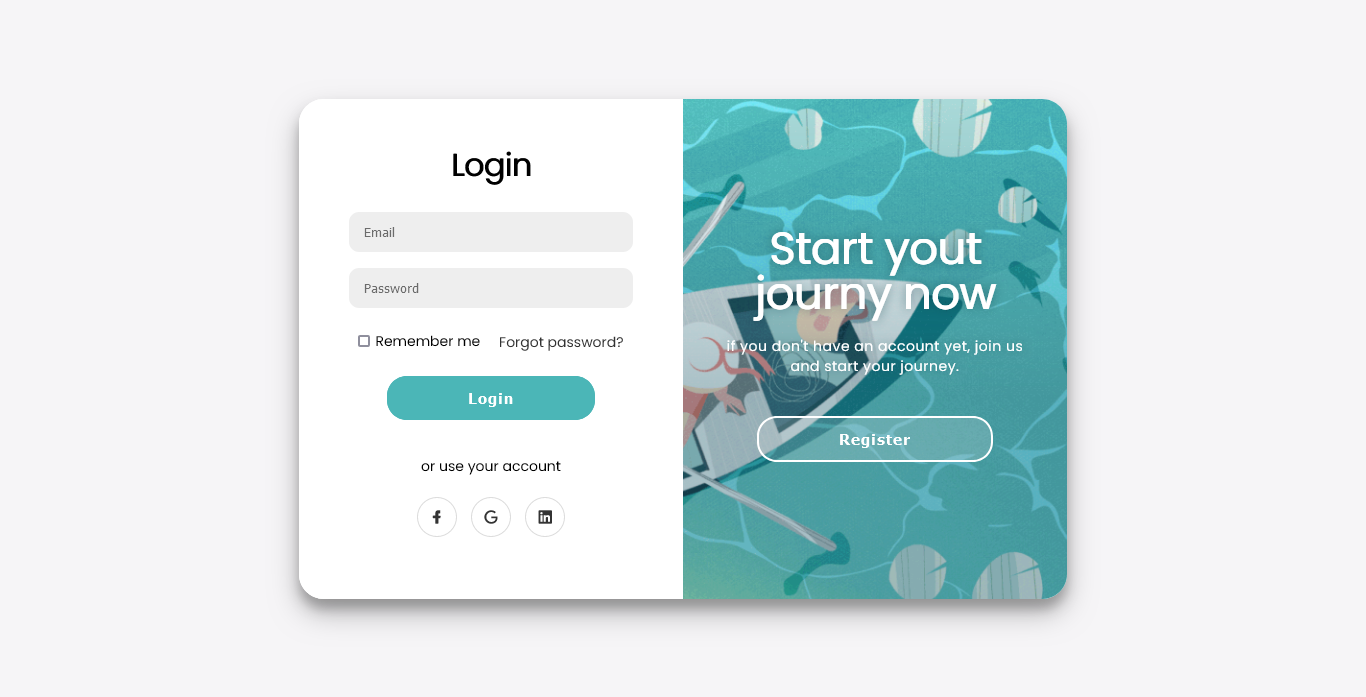 Login
Email
Password
Remember me
Forgot password?
Login
or use your account
Start yout
journy now
if you don't have an account yet, join us
and start your journey.
Register